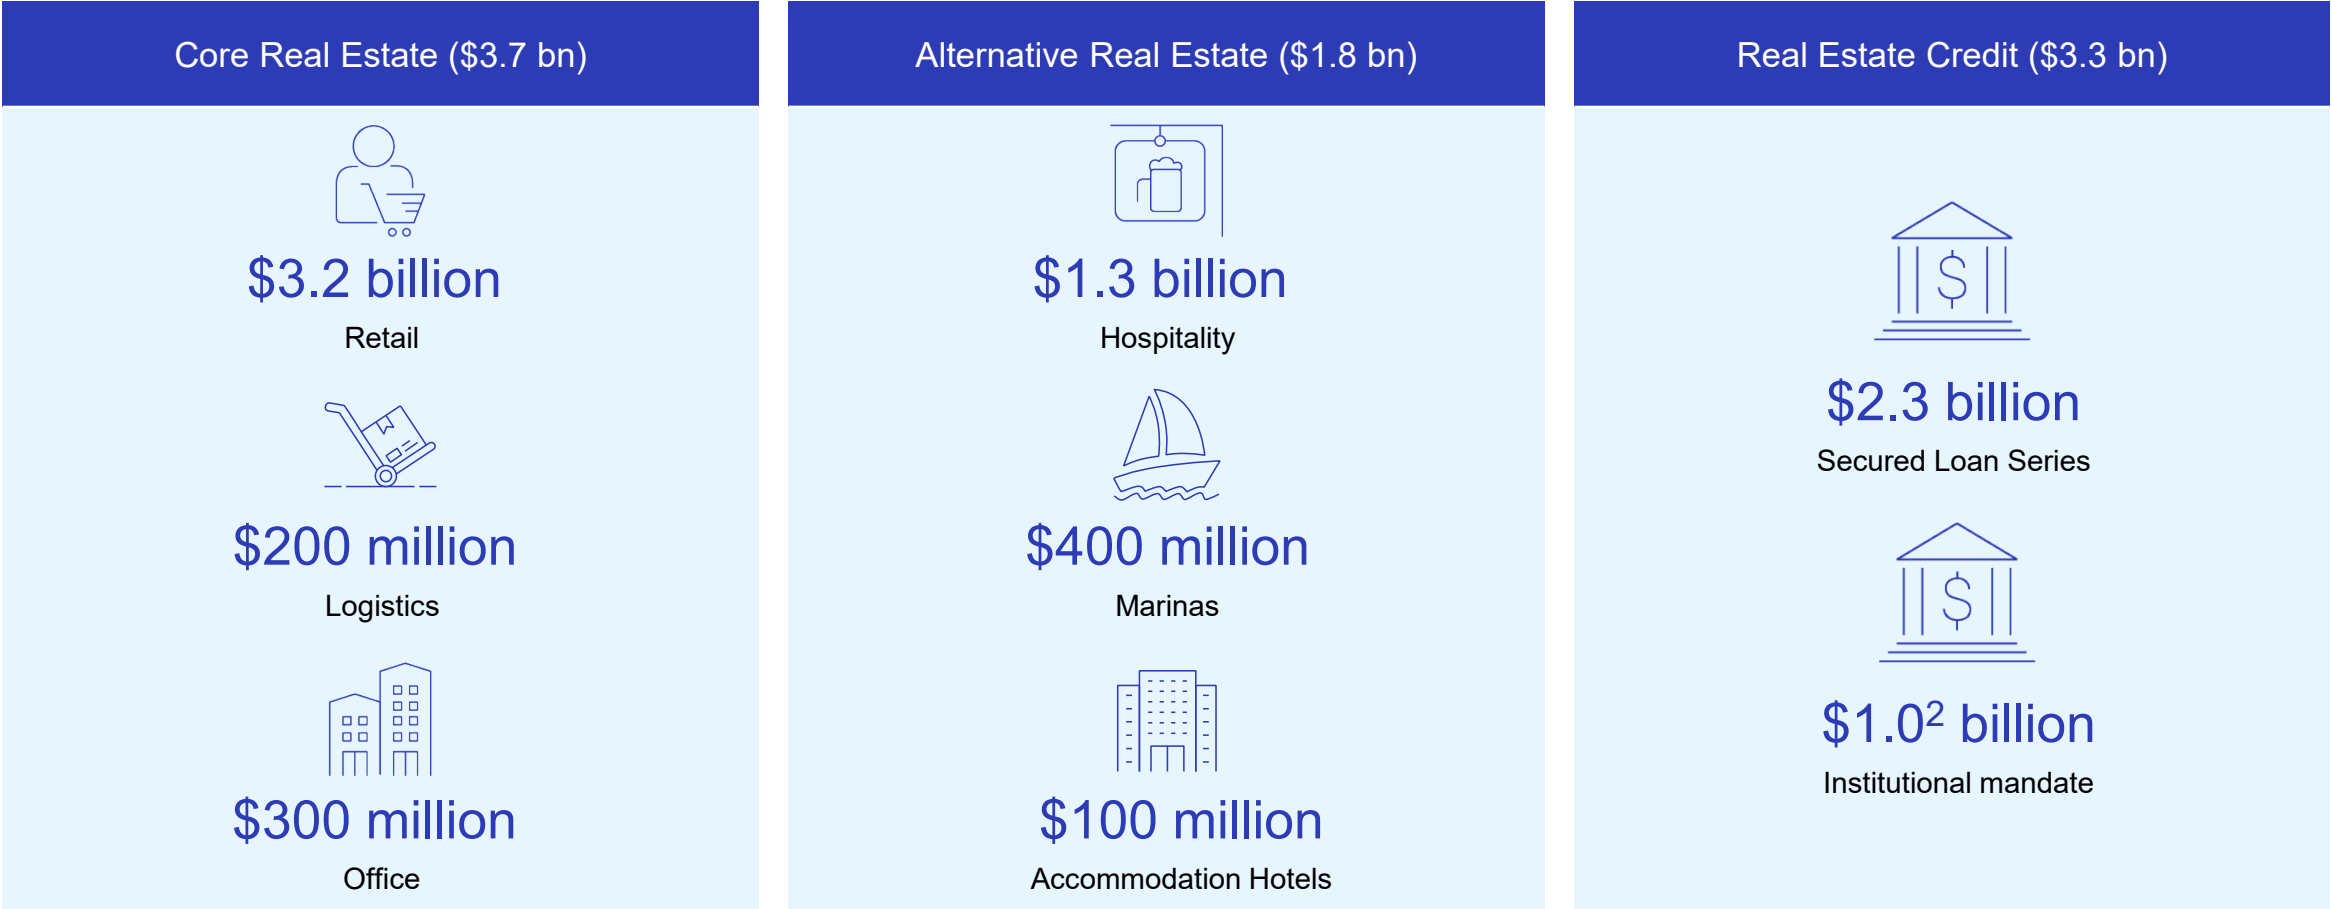 Core Real Estate ($3.7 bn)
$3.2 billion
Retail
$200 million
Logistics
$300 million
Office
Alternative Real Estate ($1.8 bn)
$1.3 billion
Hospitality
$400 million
Marinas
$100 million
Accommodation Hotels
Real Estate Credit ($3.3 bn)
$
$2.3 billion
Secured Loan Series
$
$1.0² billion
Institutional mandate